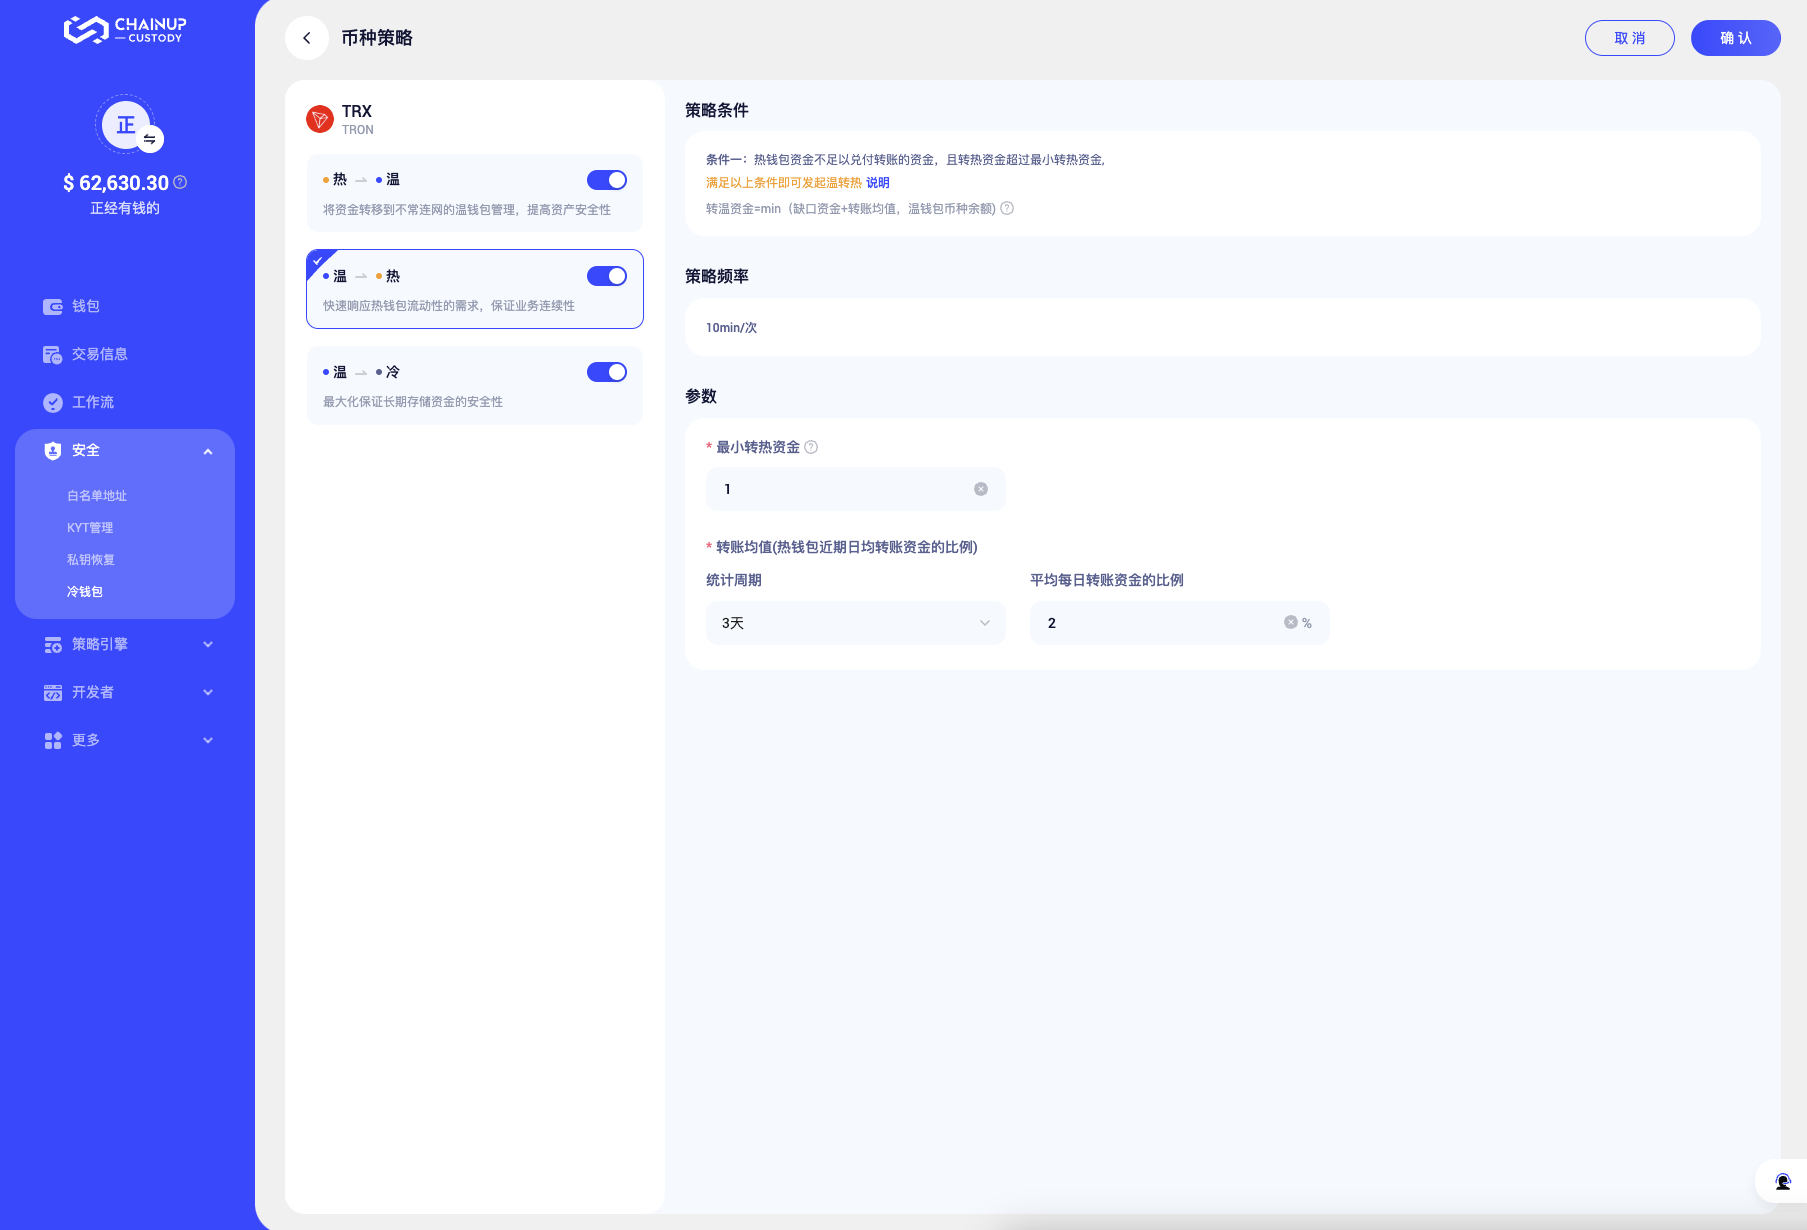 CHAINUP
CUSTODY
正
$ 62,630.30
正经有钱的
钱包
交易信息
工作流
安全
白名单地址
KYT管理
私钥恢复
冷钱包
策略引擎
开发者
更多
币种策略
取 消
确 认
TRX
TRON
热 温
将资金转移到不常连网的温钱包管理，提高资产安全性
温 热
快速响应热钱包流动性的需求，保证业务连续性
温 冷
最大化保证长期存储资金的安全性
策略条件
条件一：热钱包资金不足以兑付转账的资金，且转热资金超过最小转热资金,
满足以上条件即可发起温转热 说明
转温资金=min（缺口资金+转账均值，温钱包币种余额)
策略频率
10min/次
参数
* 最小转热资金
1
* 转账均值(热钱包近期日均转账资金的比例)
统计周期
平均每日转账资金的比例
3天
2 %